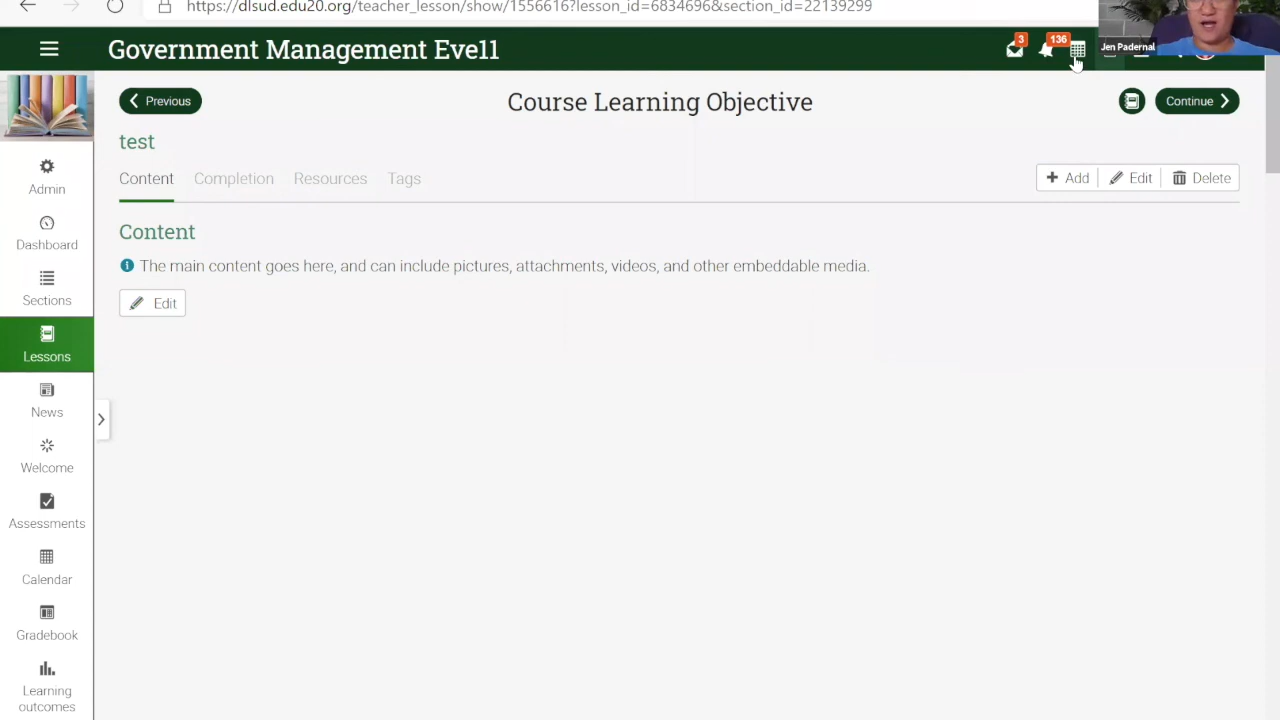 https://dlsud.edu20.org/teacher_lesson/show/1556616?lesson_id=6834696&section_id=22139299
Government Management Eve11
3
136
Jen Padernal
Previous
Course Learning Objective
Continue
test
Content Completion Resources Tags
Add Edit Delete
Content
The main content goes here, and can include pictures, attachments, videos, and other embeddable media.
Edit
Admin
Dashboard
Sections
Lessons
News
Welcome
Assessments
Calendar
Gradebook
Learning
outcomes